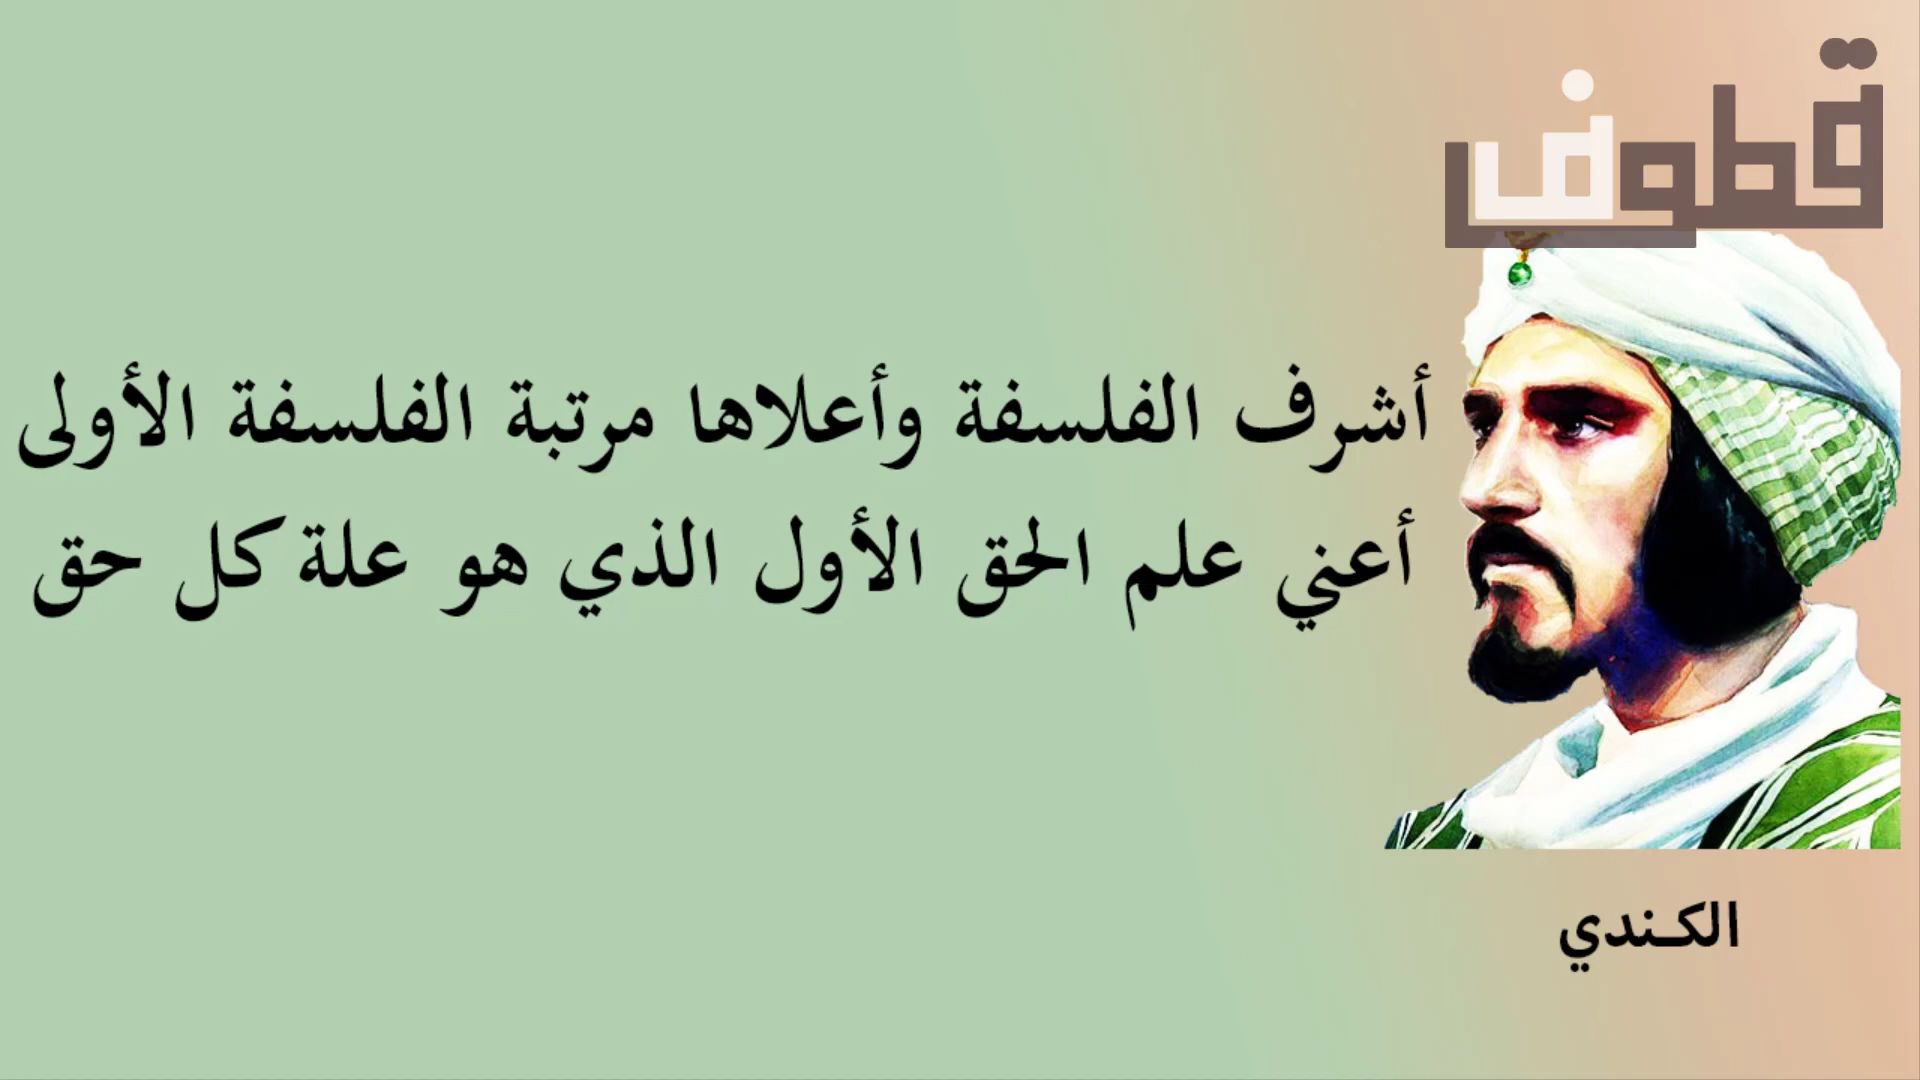 قطوف
أشرف الفلسفة وأعلاها مرتبة الفلسفة الأولى
أعني علم الحق الأول الذي هو علة كل حق
الكندي